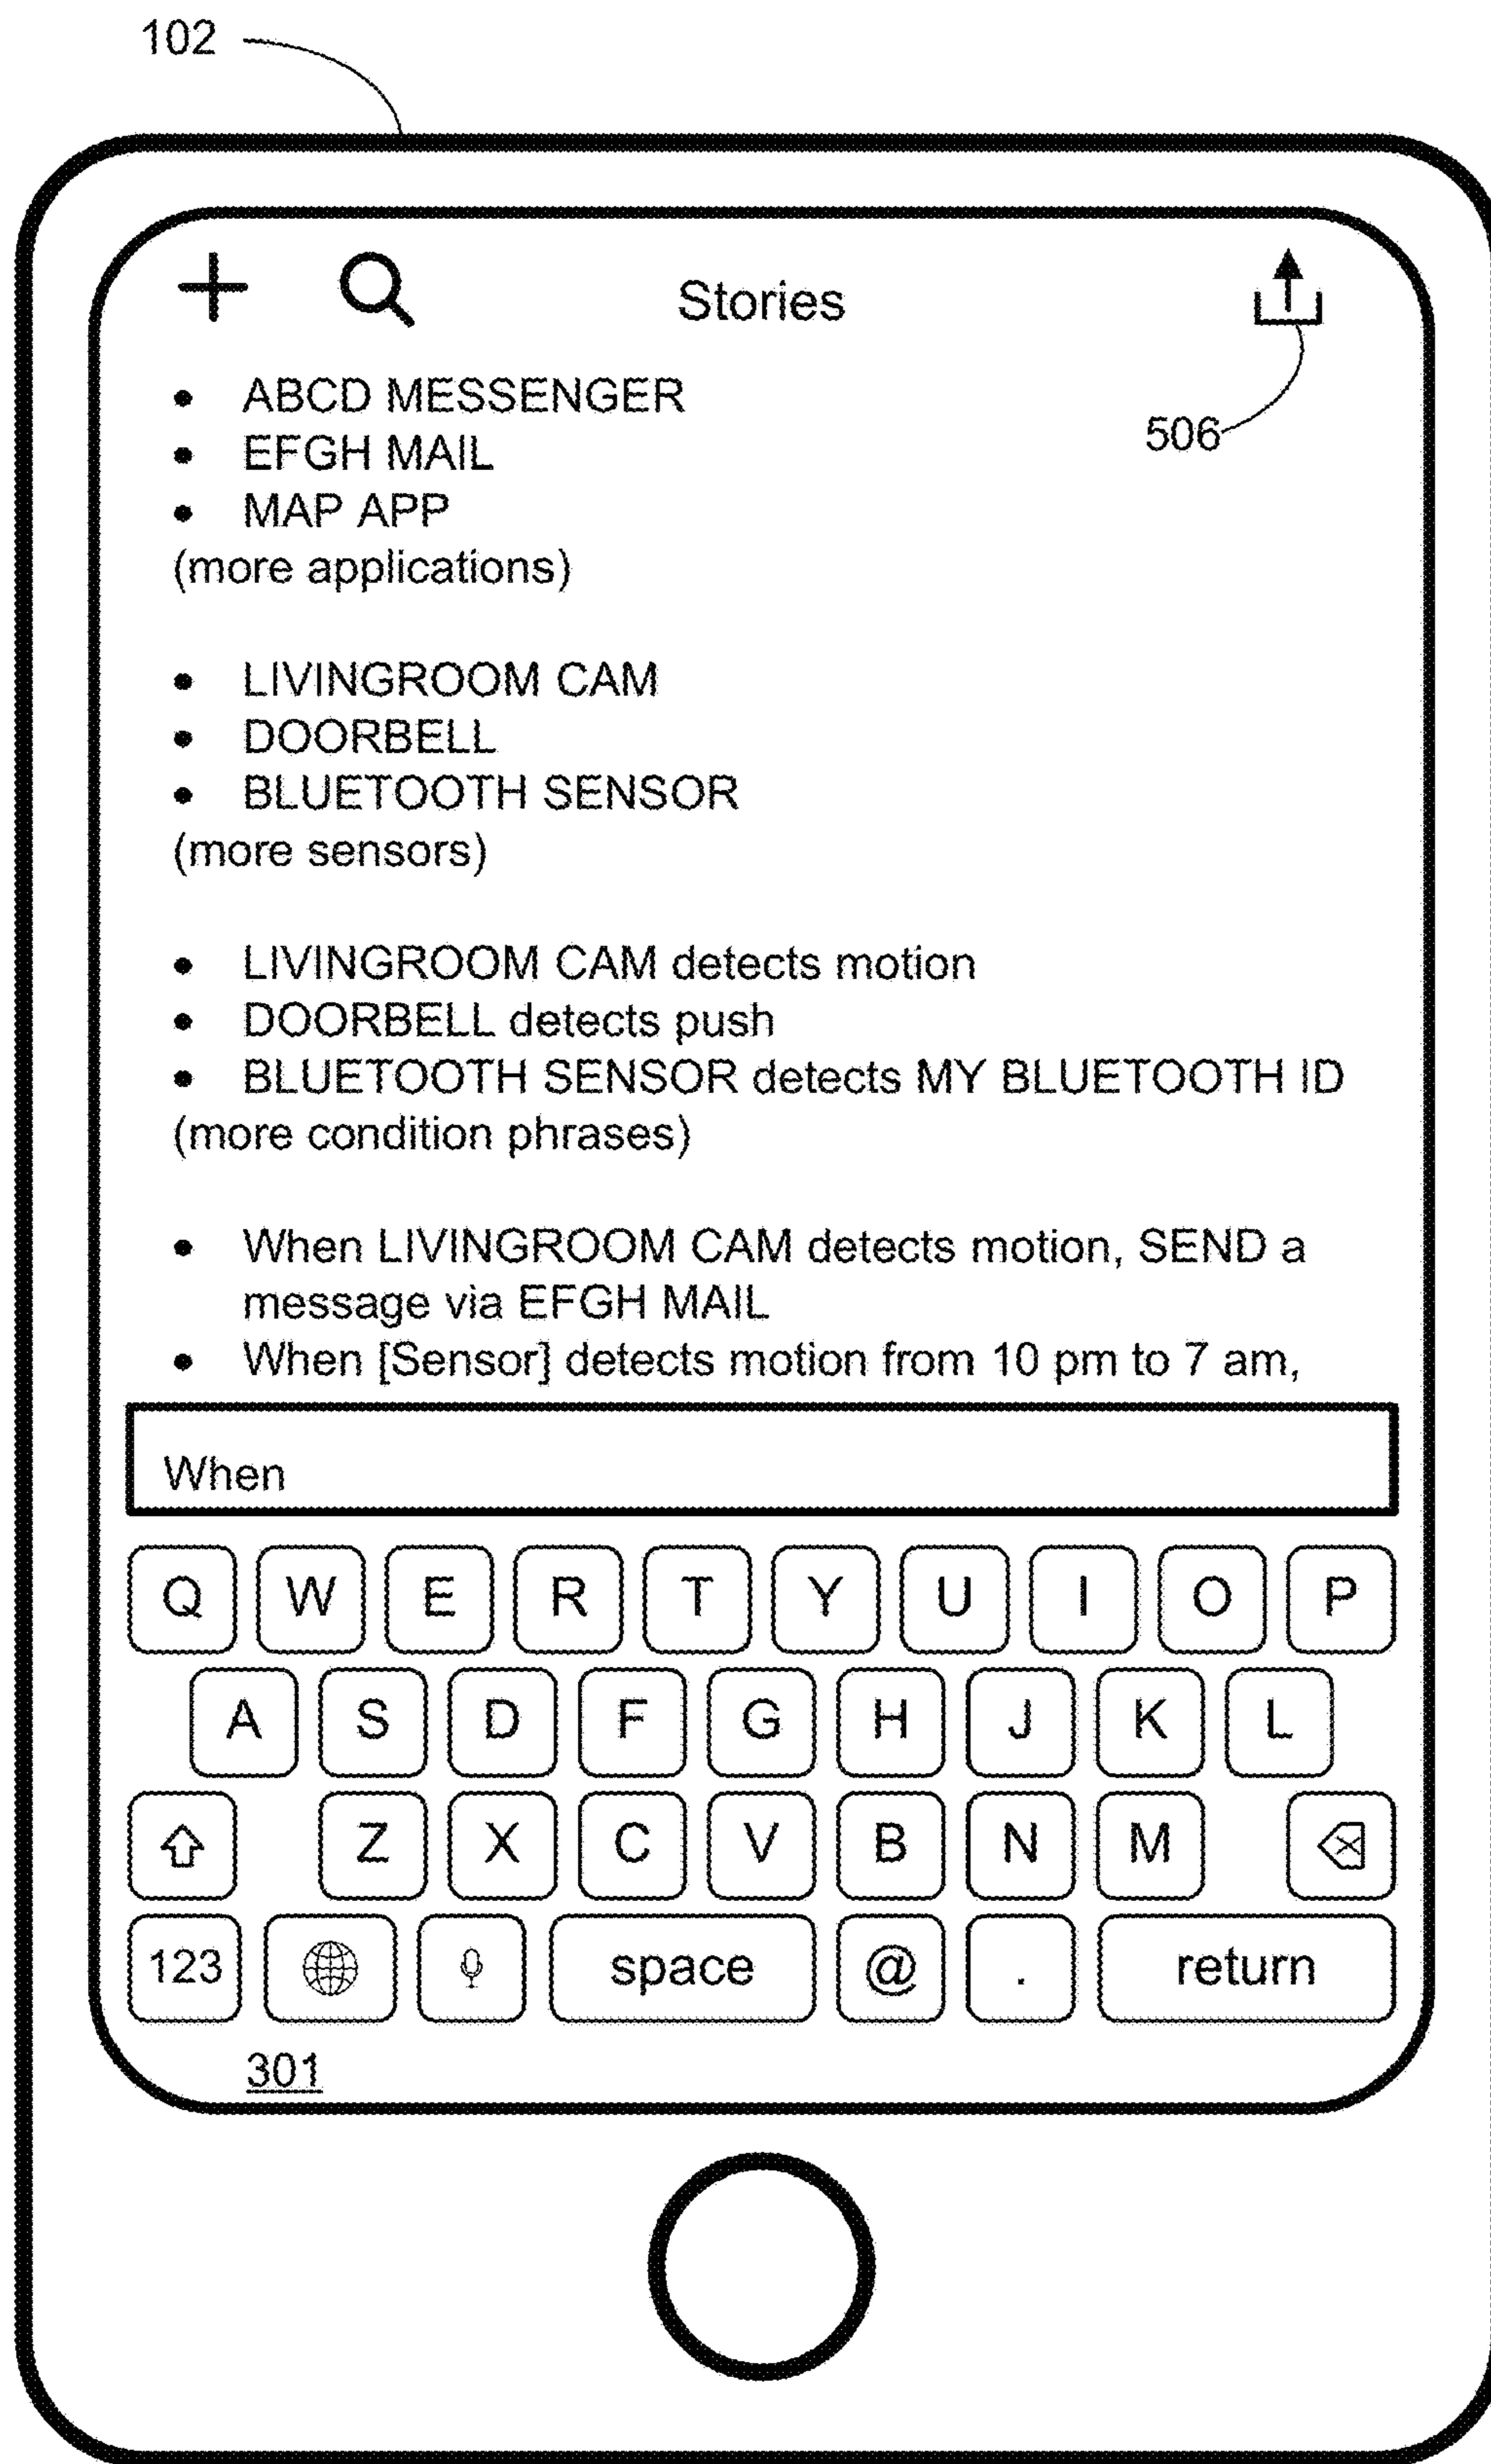 102
Stories
506
• ABCD MESSENGER
• EFGH MAIL
• MAP APP
(more applications)
• LIVINGROOM CAM
• DOORBELL
• BLUETOOTH SENSOR
(more sensors)
• LIVINGROOM CAM detects motion
• DOORBELL detects push
• BLUETOOTH SENSOR detects MY BLUETOOTH ID
(more condition phrases)
• When LIVINGROOM CAM detects motion, SEND a
message via EFGH MAIL
• When [Sensor] detects motion from 10 pm to 7 am,
When
Q W E R T Y U I O P
A S D F G H J K L
Z X C V B N M
123 space @ . return
301